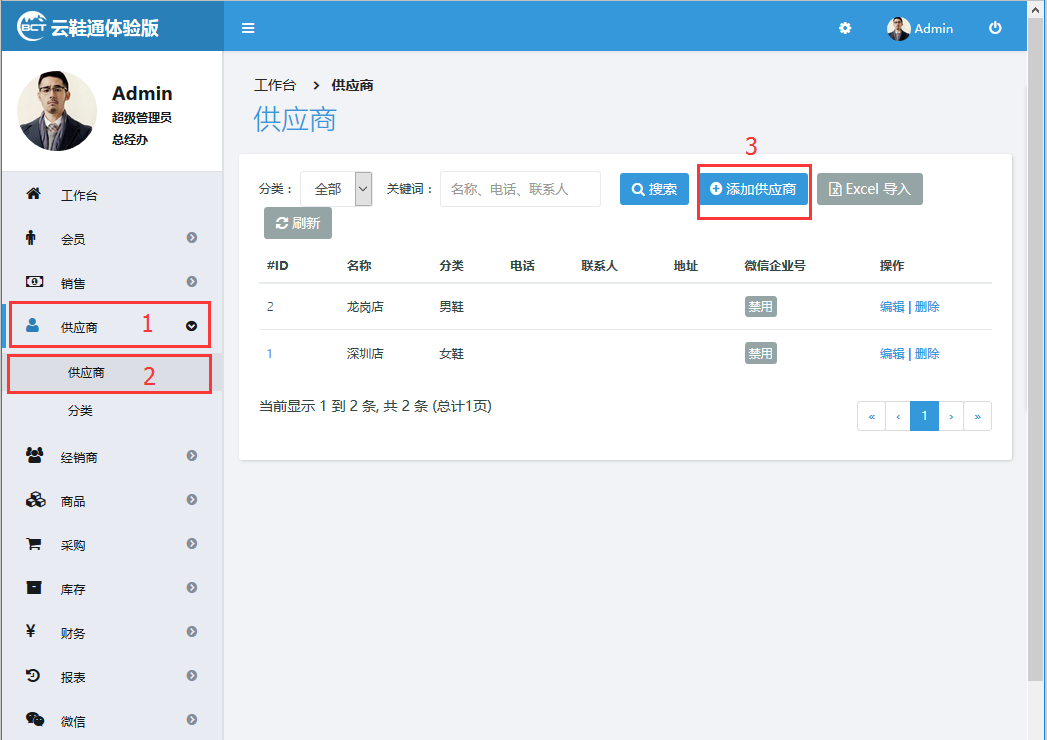 BCT 云鞋通体验版
Admin
Admin
超级管理员
总经办
工作台
会员
销售
供应商 1
供应商 2
分类
经销商
商品
采购
库存
财务
报表
微信
工作台 > 供应商
供应商
3
分类： 全部 关键词： 名称、电话、联系人 搜索 添加供应商 Excel 导入
刷新
#ID 名称 分类 电话 联系人 地址 微信企业号 操作
2 龙岗店 男鞋 禁用 编辑 | 删除
1 深圳店 女鞋 禁用 编辑 | 删除
当前显示 1 到 2 条, 共 2 条 (总计1页)
« ‹ 1 › »